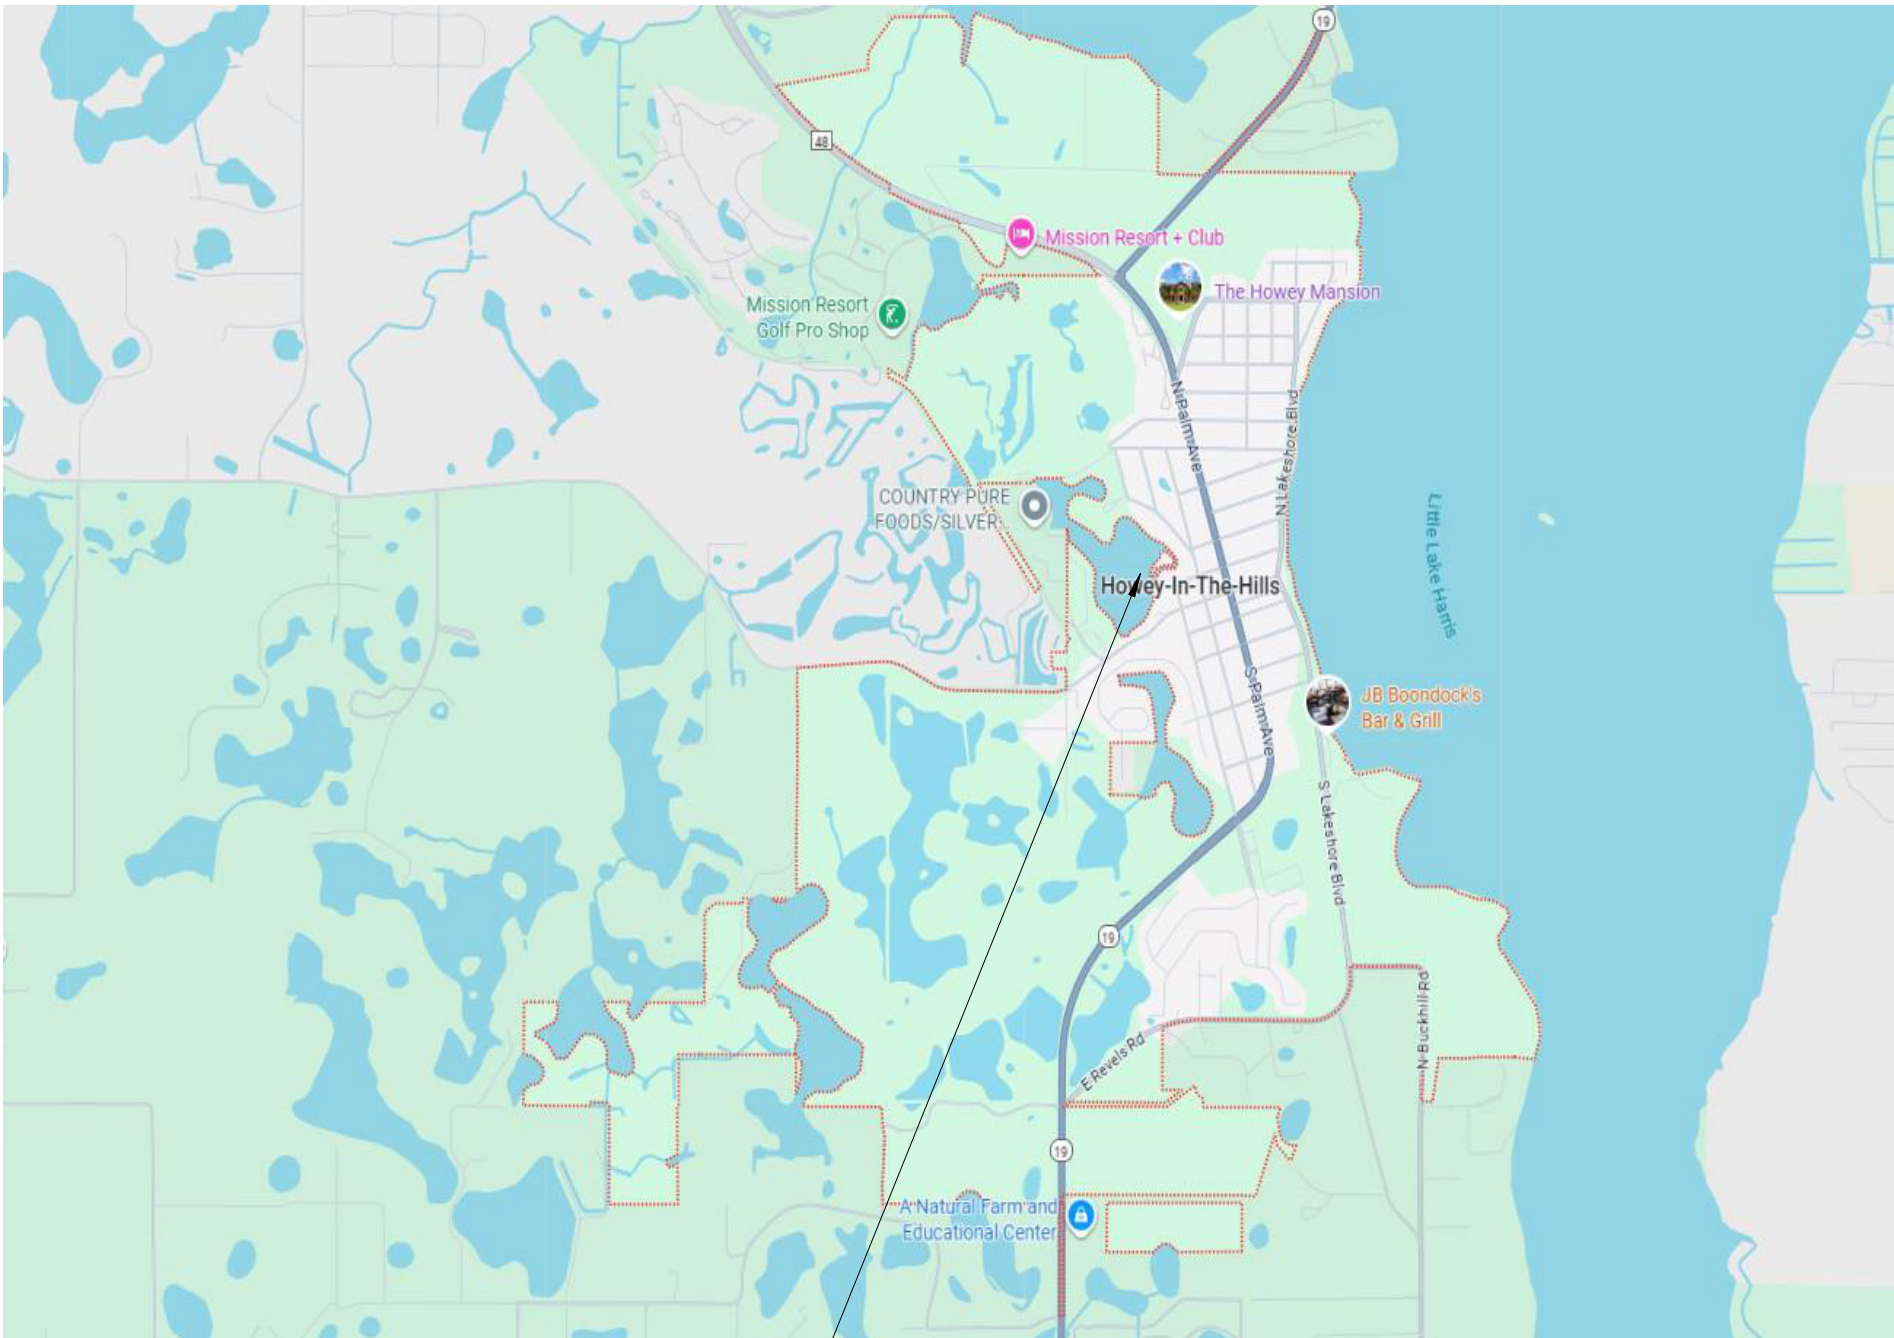 19
48
Mission Resort + Club
The Howey Mansion
Mission Resort
Golf Pro Shop
N Palm Ave
N Lakeshore Blvd
COUNTRY PURE
FOODS/SILVER...
Little Lake Harris
Howey-In-The-Hills
S Palm Ave
JB Boondock's
Bar & Grill
S Lakeshore Blvd
19
N Buckhill Rd
E Revels Rd
19
A Natural Farm and
Educational Center